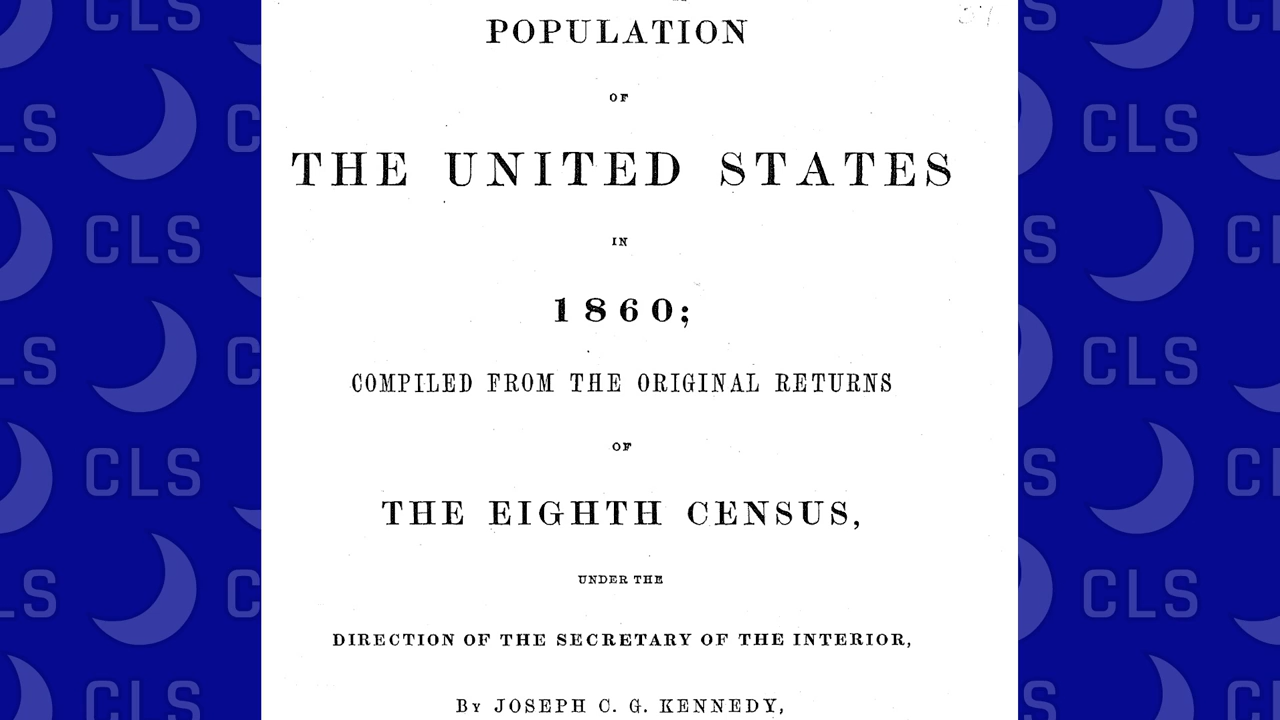 POPULATION
OF
THE UNITED STATES
IN
1860;
COMPILED FROM THE ORIGINAL RETURNS
OF
THE EIGHTH CENSUS,
UNDER THE
DIRECTION OF THE SECRETARY OF THE INTERIOR,
BY JOSEPH C. G. KENNEDY,
CLS
CLS
CLS
CLS
CLS
CLS
CLS
CLS
CLS
CLS